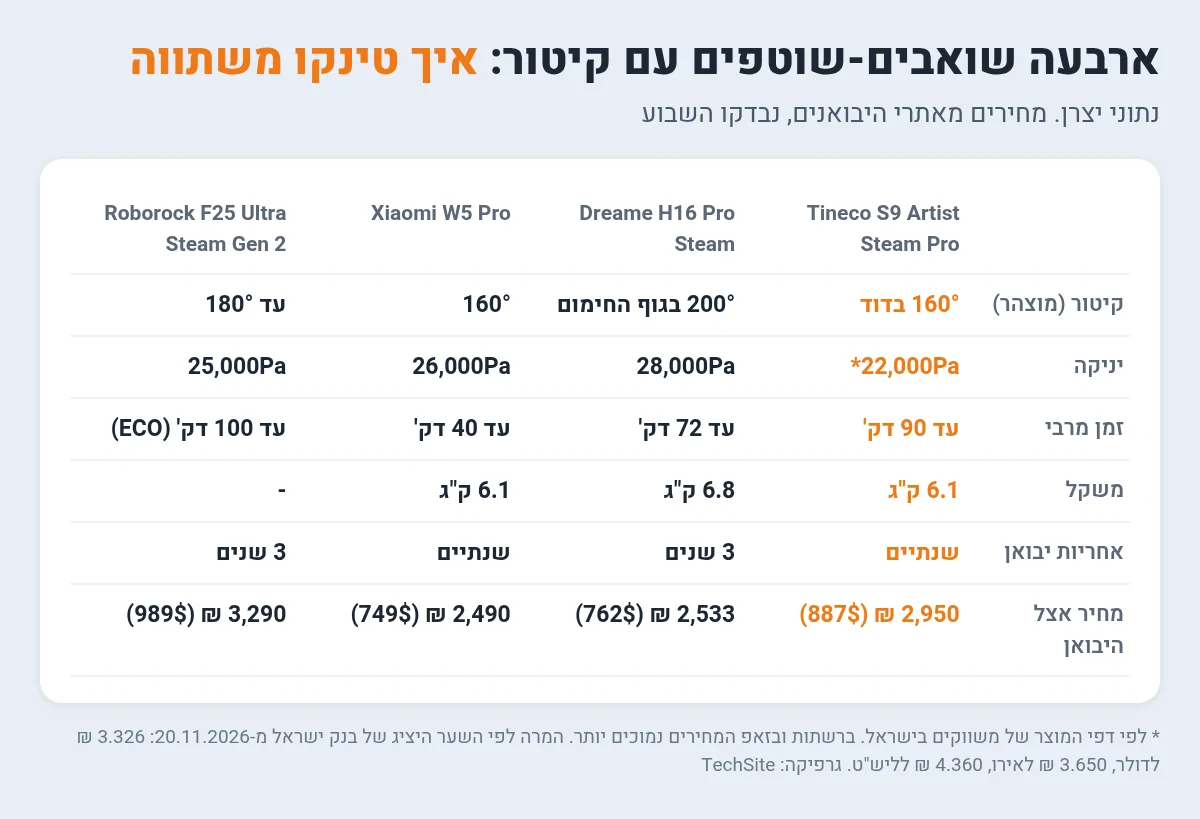 ארבעה שואבים-שוטפים עם קיטור: איך טינקו משתווה
נתוני יצרן. מחירים מאתרי היבואנים, נבדקו השבוע
Tineco S9 Artist Steam Pro
Dreame H16 Pro Steam
Xiaomi W5 Pro
Roborock F25 Ultra Steam Gen 2
קיטור (מוצהר) 160° בדוד 200° בגוף החימום 160° עד 180°
יניקה 22,000Pa* 28,000Pa 26,000Pa 25,000Pa
זמן מרבי עד 90 דק' עד 72 דק' עד 40 דק' עד 100 דק' (ECO)
משקל 6.1 ק"ג 6.8 ק"ג 6.1 ק"ג -
אחריות יבואן שנתיים 3 שנים שנתיים 3 שנים
מחיר אצל היבואן 2,950 ₪ (887$) 2,533 ₪ (762$) 2,490 ₪ (749$) 3,290 ₪ (989$)
* לפי דפי המוצר של משווקים בישראל. ברשתות ובזאפ המחירים נמוכים יותר. המרה לפי השער היציג של בנק ישראל מ-20.11.2026: 3.326 ₪
לדולר, 3.650 ₪ לאירו, 4.360 ₪ לליש"ט. גרפיקה: TechSite